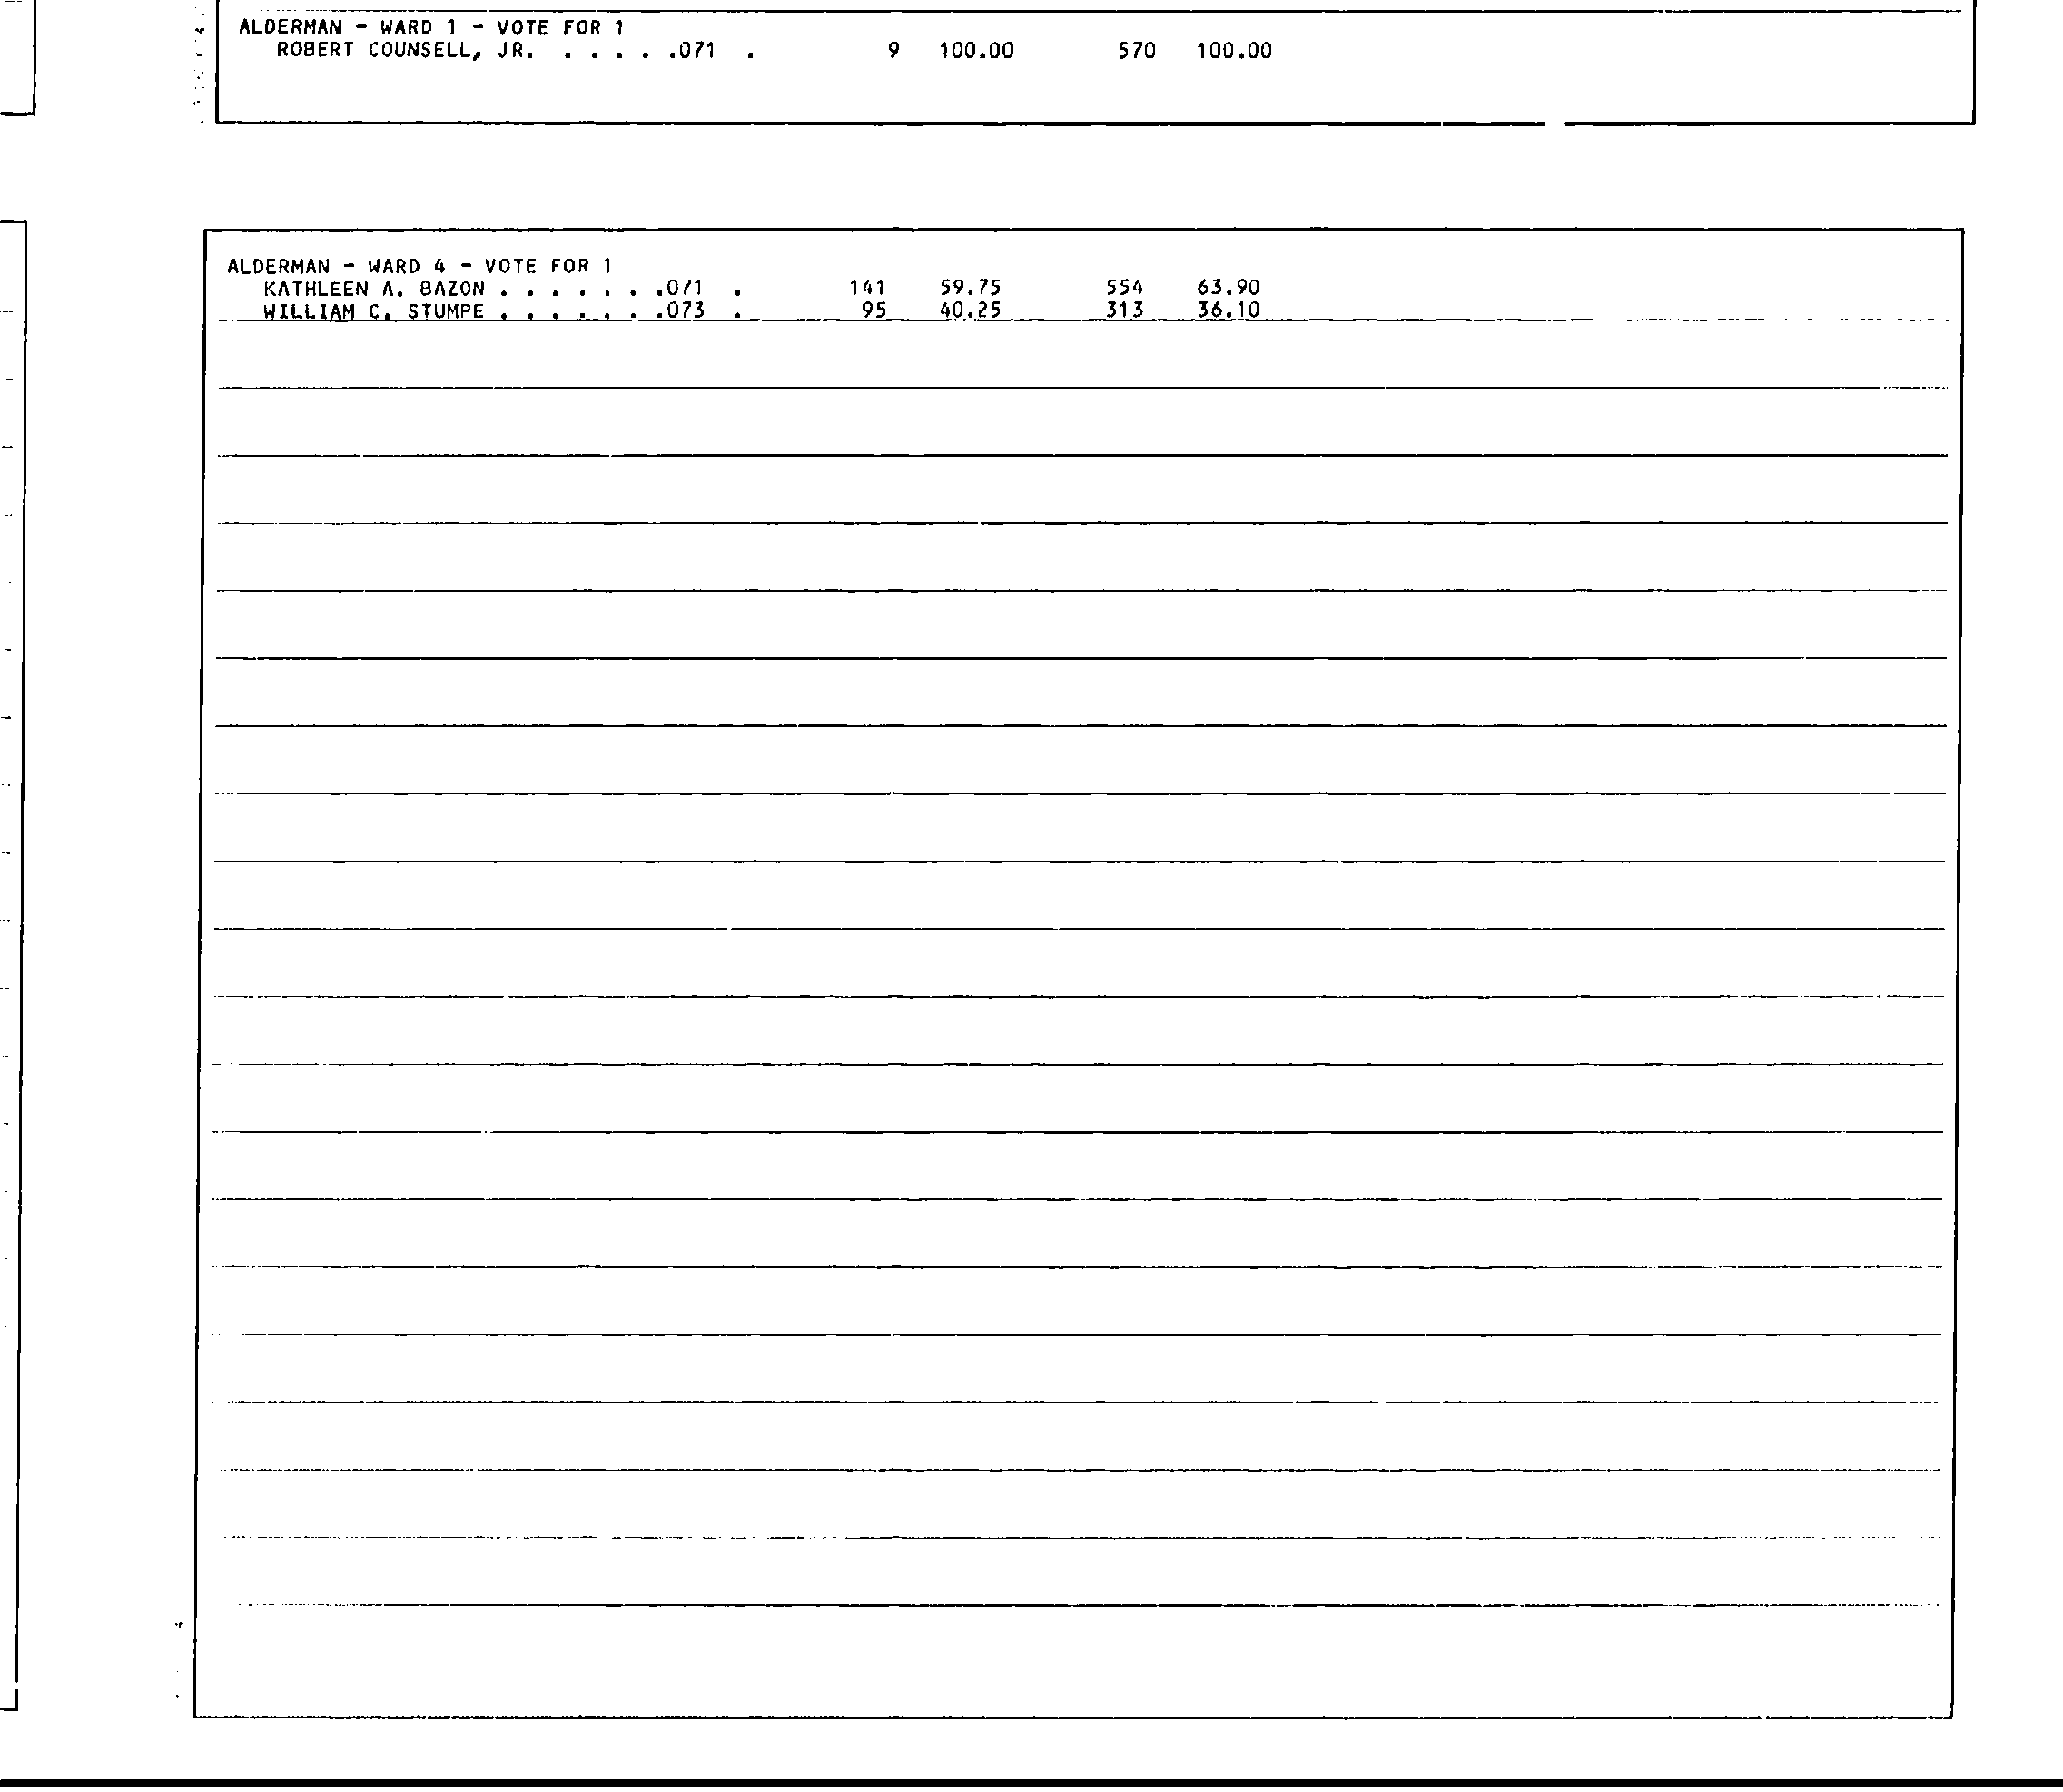 ALDERMAN - WARD 1 - VOTE FOR 1
ROBERT COUNSELL, JR. . . . . . .071 . 9 100.00 570 100.00
ALDERMAN - WARD 4 - VOTE FOR 1
KATHLEEN A. BAZON . . . . . . .071 . 141 59.75 554 63.90
WILLIAM C. STUMPE . . . . . . .073 . 95 40.25 313 36.10